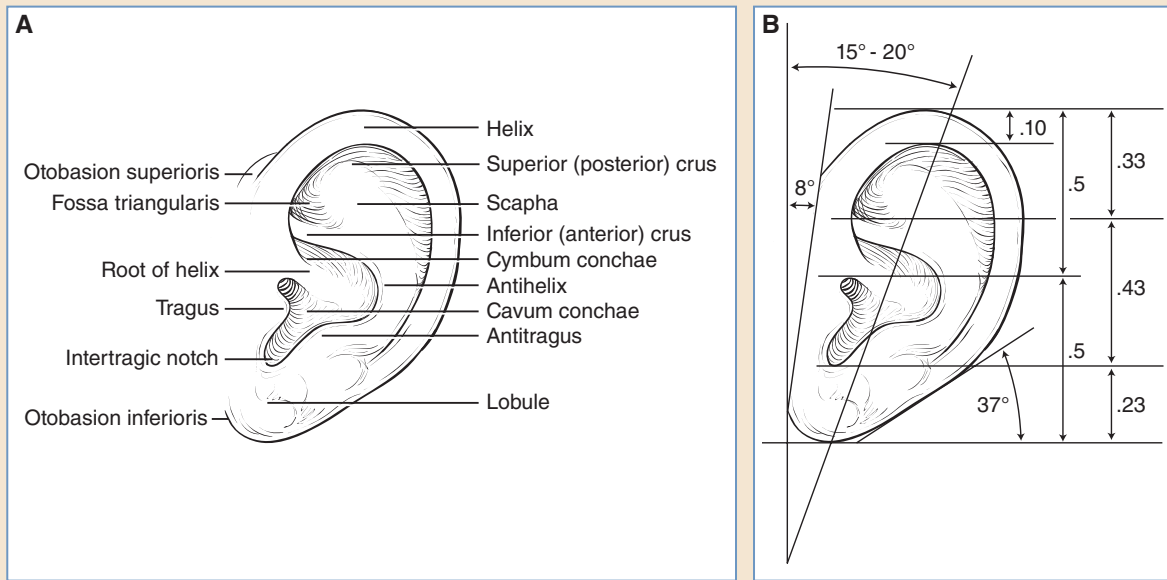 A
Otobasion superioris
Fossa triangularis
Root of helix
Tragus
Intertragic notch
Otobasion inferioris
Helix
Superior (posterior) crus
Scapha
Inferior (anterior) crus
Cymbum conchae
Antihelix
Cavum conchae
Antitragus
Lobule
B
15° - 20°
.10
.33
.5
8°
.43
.5
37°
.23